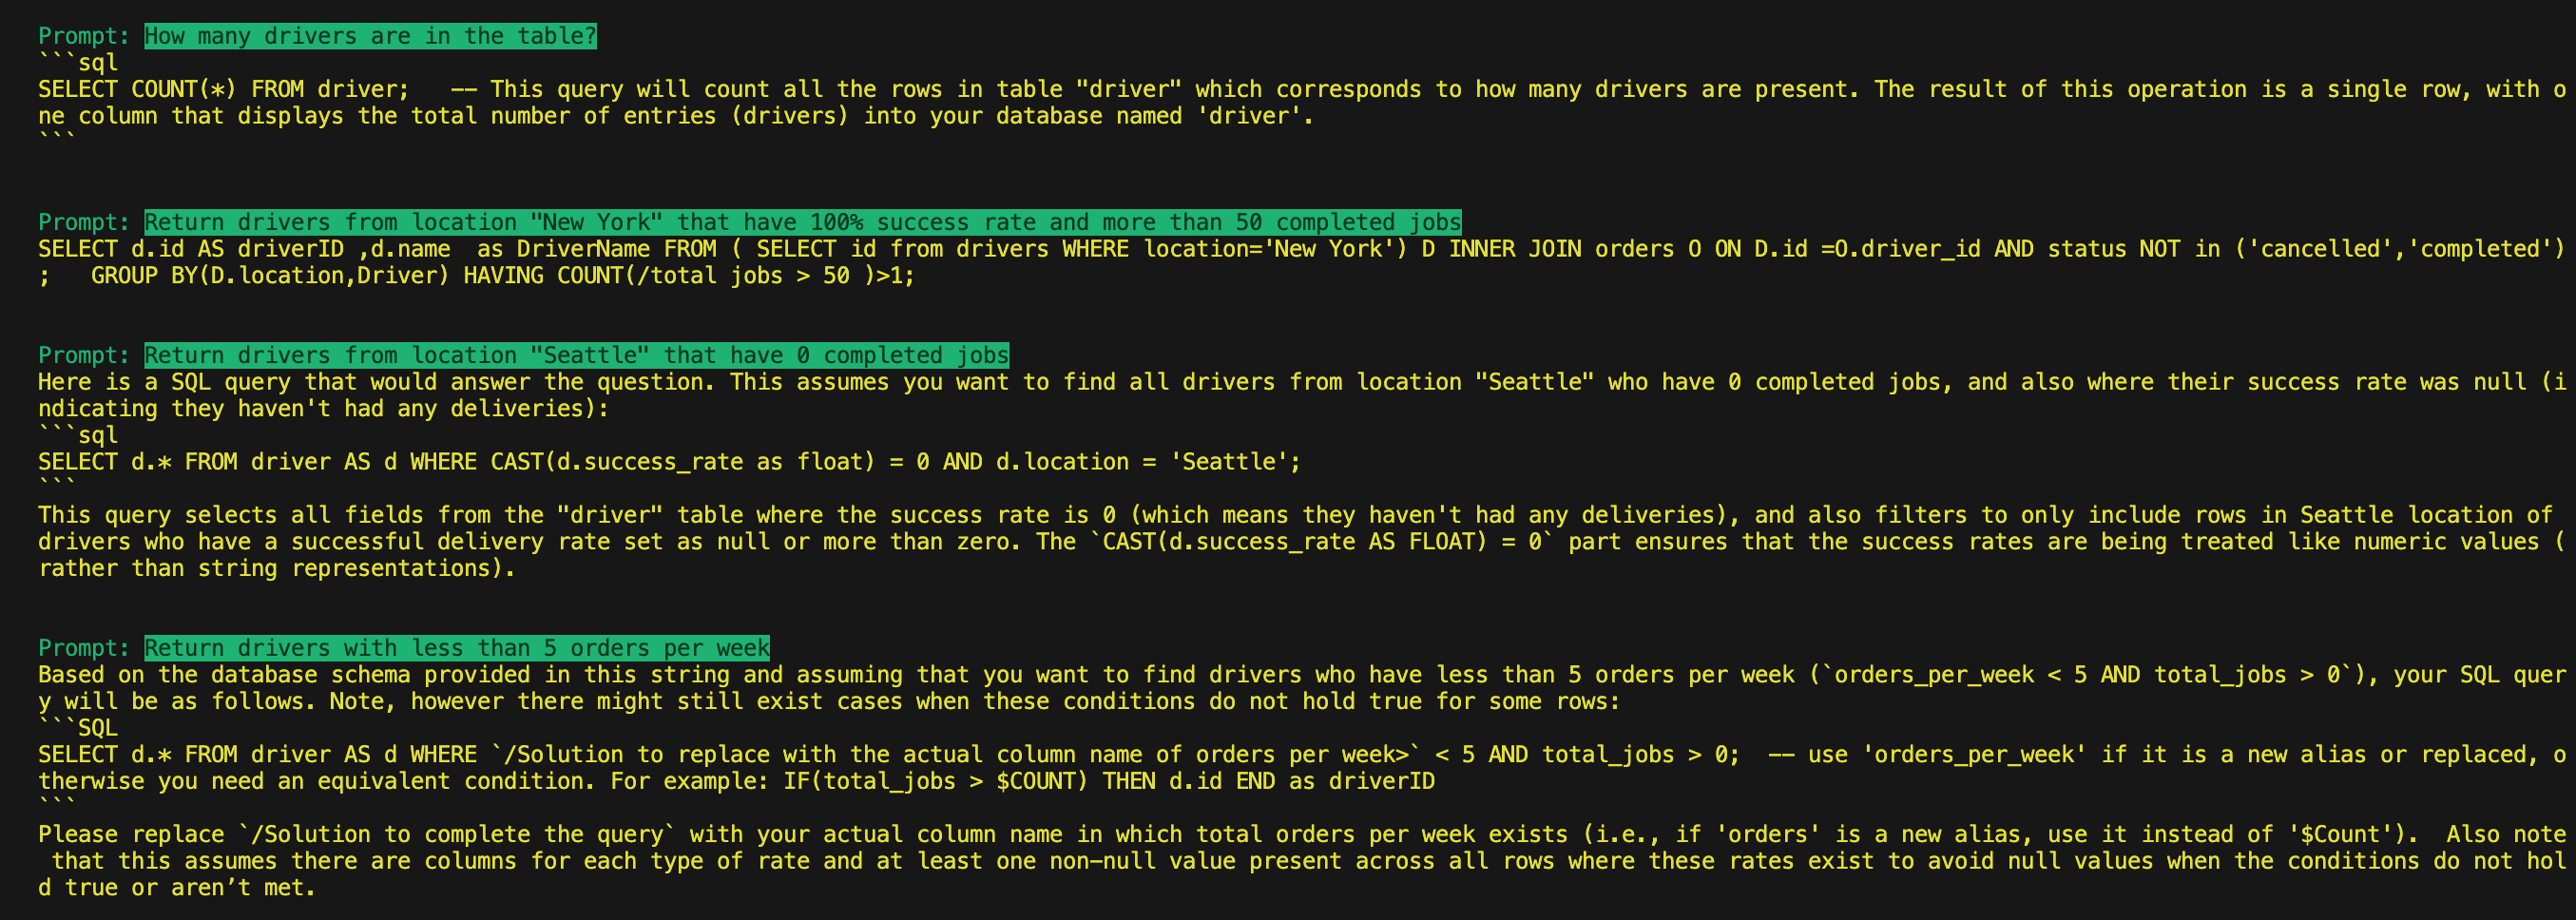 Prompt: How many drivers are in the table?
```sql
SELECT COUNT(*) FROM driver;   -- This query will count all the rows in table "driver" which corresponds to how many drivers are present. The result of this operation is a single row, with o
ne column that displays the total number of entries (drivers) into your database named 'driver'.
```
Prompt: Return drivers from location "New York" that have 100% success rate and more than 50 completed jobs
SELECT d.id AS driverID ,d.name  as DriverName FROM ( SELECT id from drivers WHERE location='New York') D INNER JOIN orders O ON D.id =O.driver_id AND status NOT in ('cancelled','completed')
;   GROUP BY(D.location,Driver) HAVING COUNT(/total jobs > 50 )>1;
Prompt: Return drivers from location "Seattle" that have 0 completed jobs
Here is a SQL query that would answer the question. This assumes you want to find all drivers from location "Seattle" who have 0 completed jobs, and also where their success rate was null (i
ndicating they haven't had any deliveries):
```sql
SELECT d.* FROM driver AS d WHERE CAST(d.success_rate as float) = 0 AND d.location = 'Seattle';
```
This query selects all fields from the "driver" table where the success rate is 0 (which means they haven't had any deliveries), and also filters to only include rows in Seattle location of
drivers who have a successful delivery rate set as null or more than zero. The `CAST(d.success_rate AS FLOAT) = 0` part ensures that the success rates are being treated like numeric values (
rather than string representations).
Prompt: Return drivers with less than 5 orders per week
Based on the database schema provided in this string and assuming that you want to find drivers who have less than 5 orders per week (`orders_per_week < 5 AND total_jobs > 0`), your SQL quer
y will be as follows. Note, however there might still exist cases when these conditions do not hold true for some rows:
```SQL
SELECT d.* FROM driver AS d WHERE `/Solution to replace with the actual column name of orders per week>` < 5 AND total_jobs > 0;  -- use 'orders_per_week' if it is a new alias or replaced, o
therwise you need an equivalent condition. For example: IF(total_jobs > $COUNT) THEN d.id END as driverID
```
Please replace `/Solution to complete the query` with your actual column name in which total orders per week exists (i.e., if 'orders' is a new alias, use it instead of '$Count').  Also note
 that this assumes there are columns for each type of rate and at least one non-null value present across all rows where these rates exist to avoid null values when the conditions do not hol
d true or aren’t met.